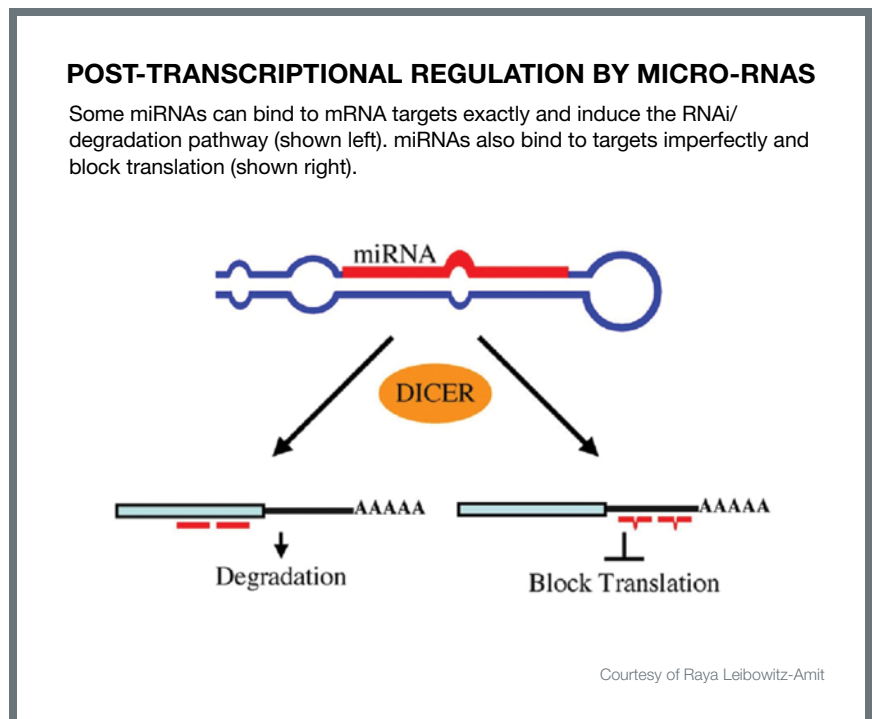 POST-TRANSCRIPTIONAL REGULATION BY MICRO-RNAS
Some miRNAs can bind to mRNA targets exactly and induce the RNAi/
degradation pathway (shown left). miRNAs also bind to targets imperfectly and
block translation (shown right).
miRNA
DICER
AAAAA
AAAAA
Degradation
Block Translation
Courtesy of Raya Leibowitz-Amit